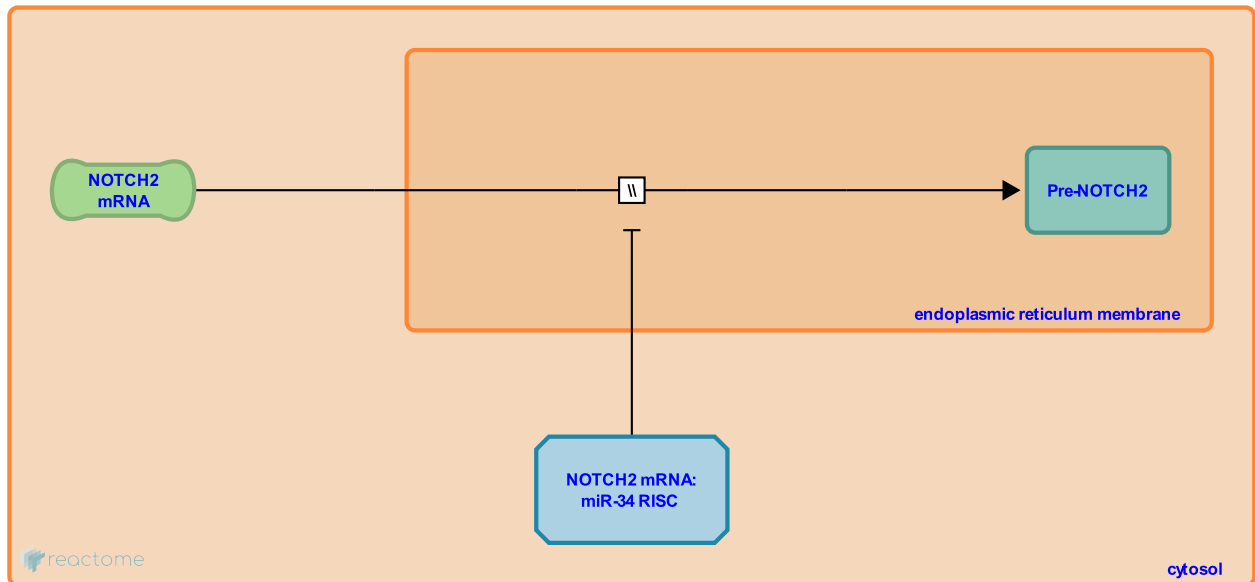 NOTCH2
mRNA
\\
Pre-NOTCH2
endoplasmic reticulum membrane
NOTCH2 mRNA:
miR-34 RISC
reactome
cytosol